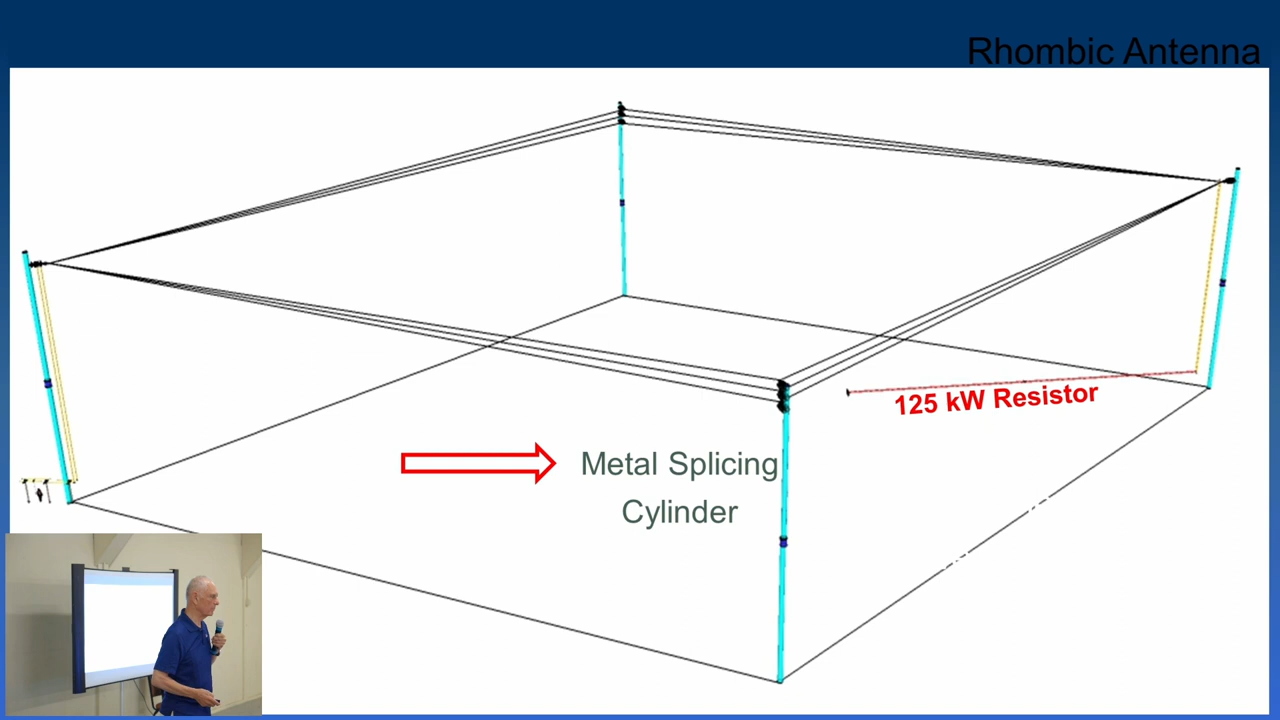 Rhombic Antenna
125 kW Resistor
Metal Splicing
Cylinder